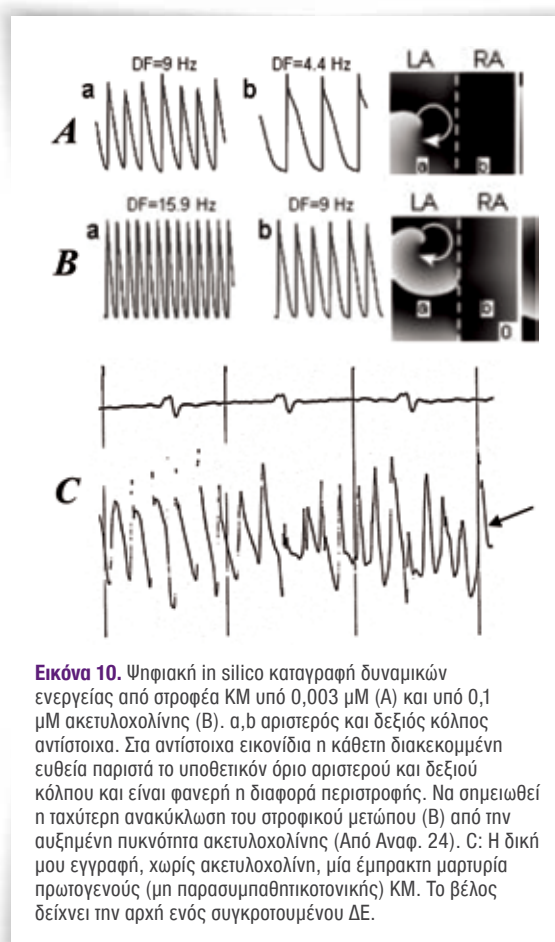 DF=9 Hz
DF=4.4 Hz
LA RA
a
b
A
a
b
DF=15.9 Hz
DF=9 Hz
LA RA
a
b
B
a
b
0
C
Εικόνα 10. Ψηφιακή in silico καταγραφή δυναμικών
ενεργείας από στροφέα ΚΜ υπό 0,003 μΜ (Α) και υπό 0,1
μΜ ακετυλοχολίνης (Β). a,b αριστερός και δεξιός κόλπος
αντίστοιχα. Στα αντίστοιχα εικονίδια η κάθετη διακεκομμένη
ευθεία παριστά το υποθετικόν όριο αριστερού και δεξιού
κόλπου και είναι φανερή η διαφορά περιστροφής. Να σημειωθεί
η ταχύτερη ανακύκλωση του στροφικού μετώπου (Β) από την
αυξημένη πυκνότητα ακετυλοχολίνης (Από Αναφ. 24). C: Η δική
μου εγγραφή, χωρίς ακετυλοχολίνη, μία έμπρακτη μαρτυρία
πρωτογενούς (μη παρασυμπαθητικοτονικής) ΚΜ. Το βέλος
δείχνει την αρχή ενός συγκροτουμένου ΔΕ.